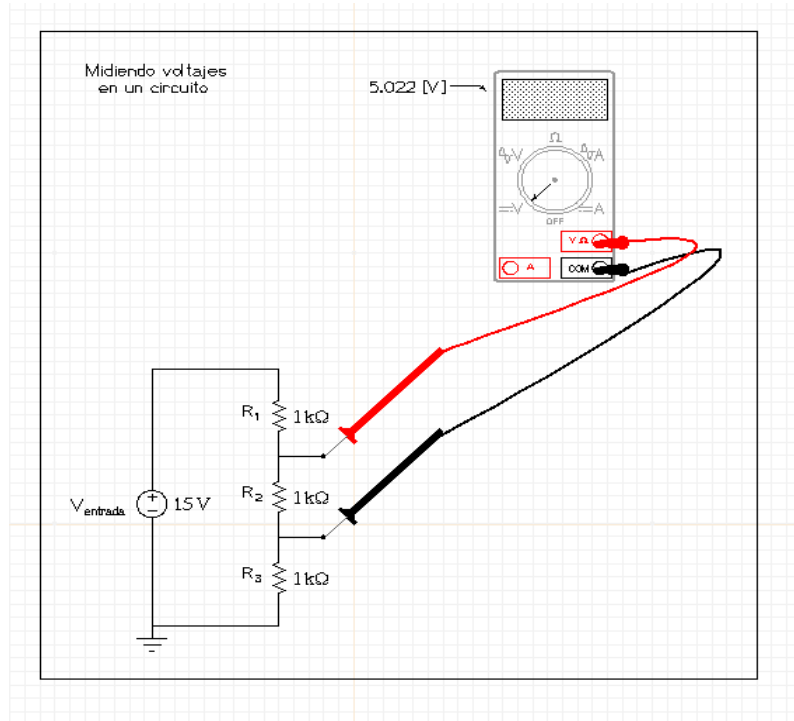 Midiendo voltajes
en un circuito
5.022 [V]
Ω
V
A
V
A
OFF
V Ω
A
COM
R1
1kΩ
R2
1kΩ
Ventrada
15V
R3
1kΩ